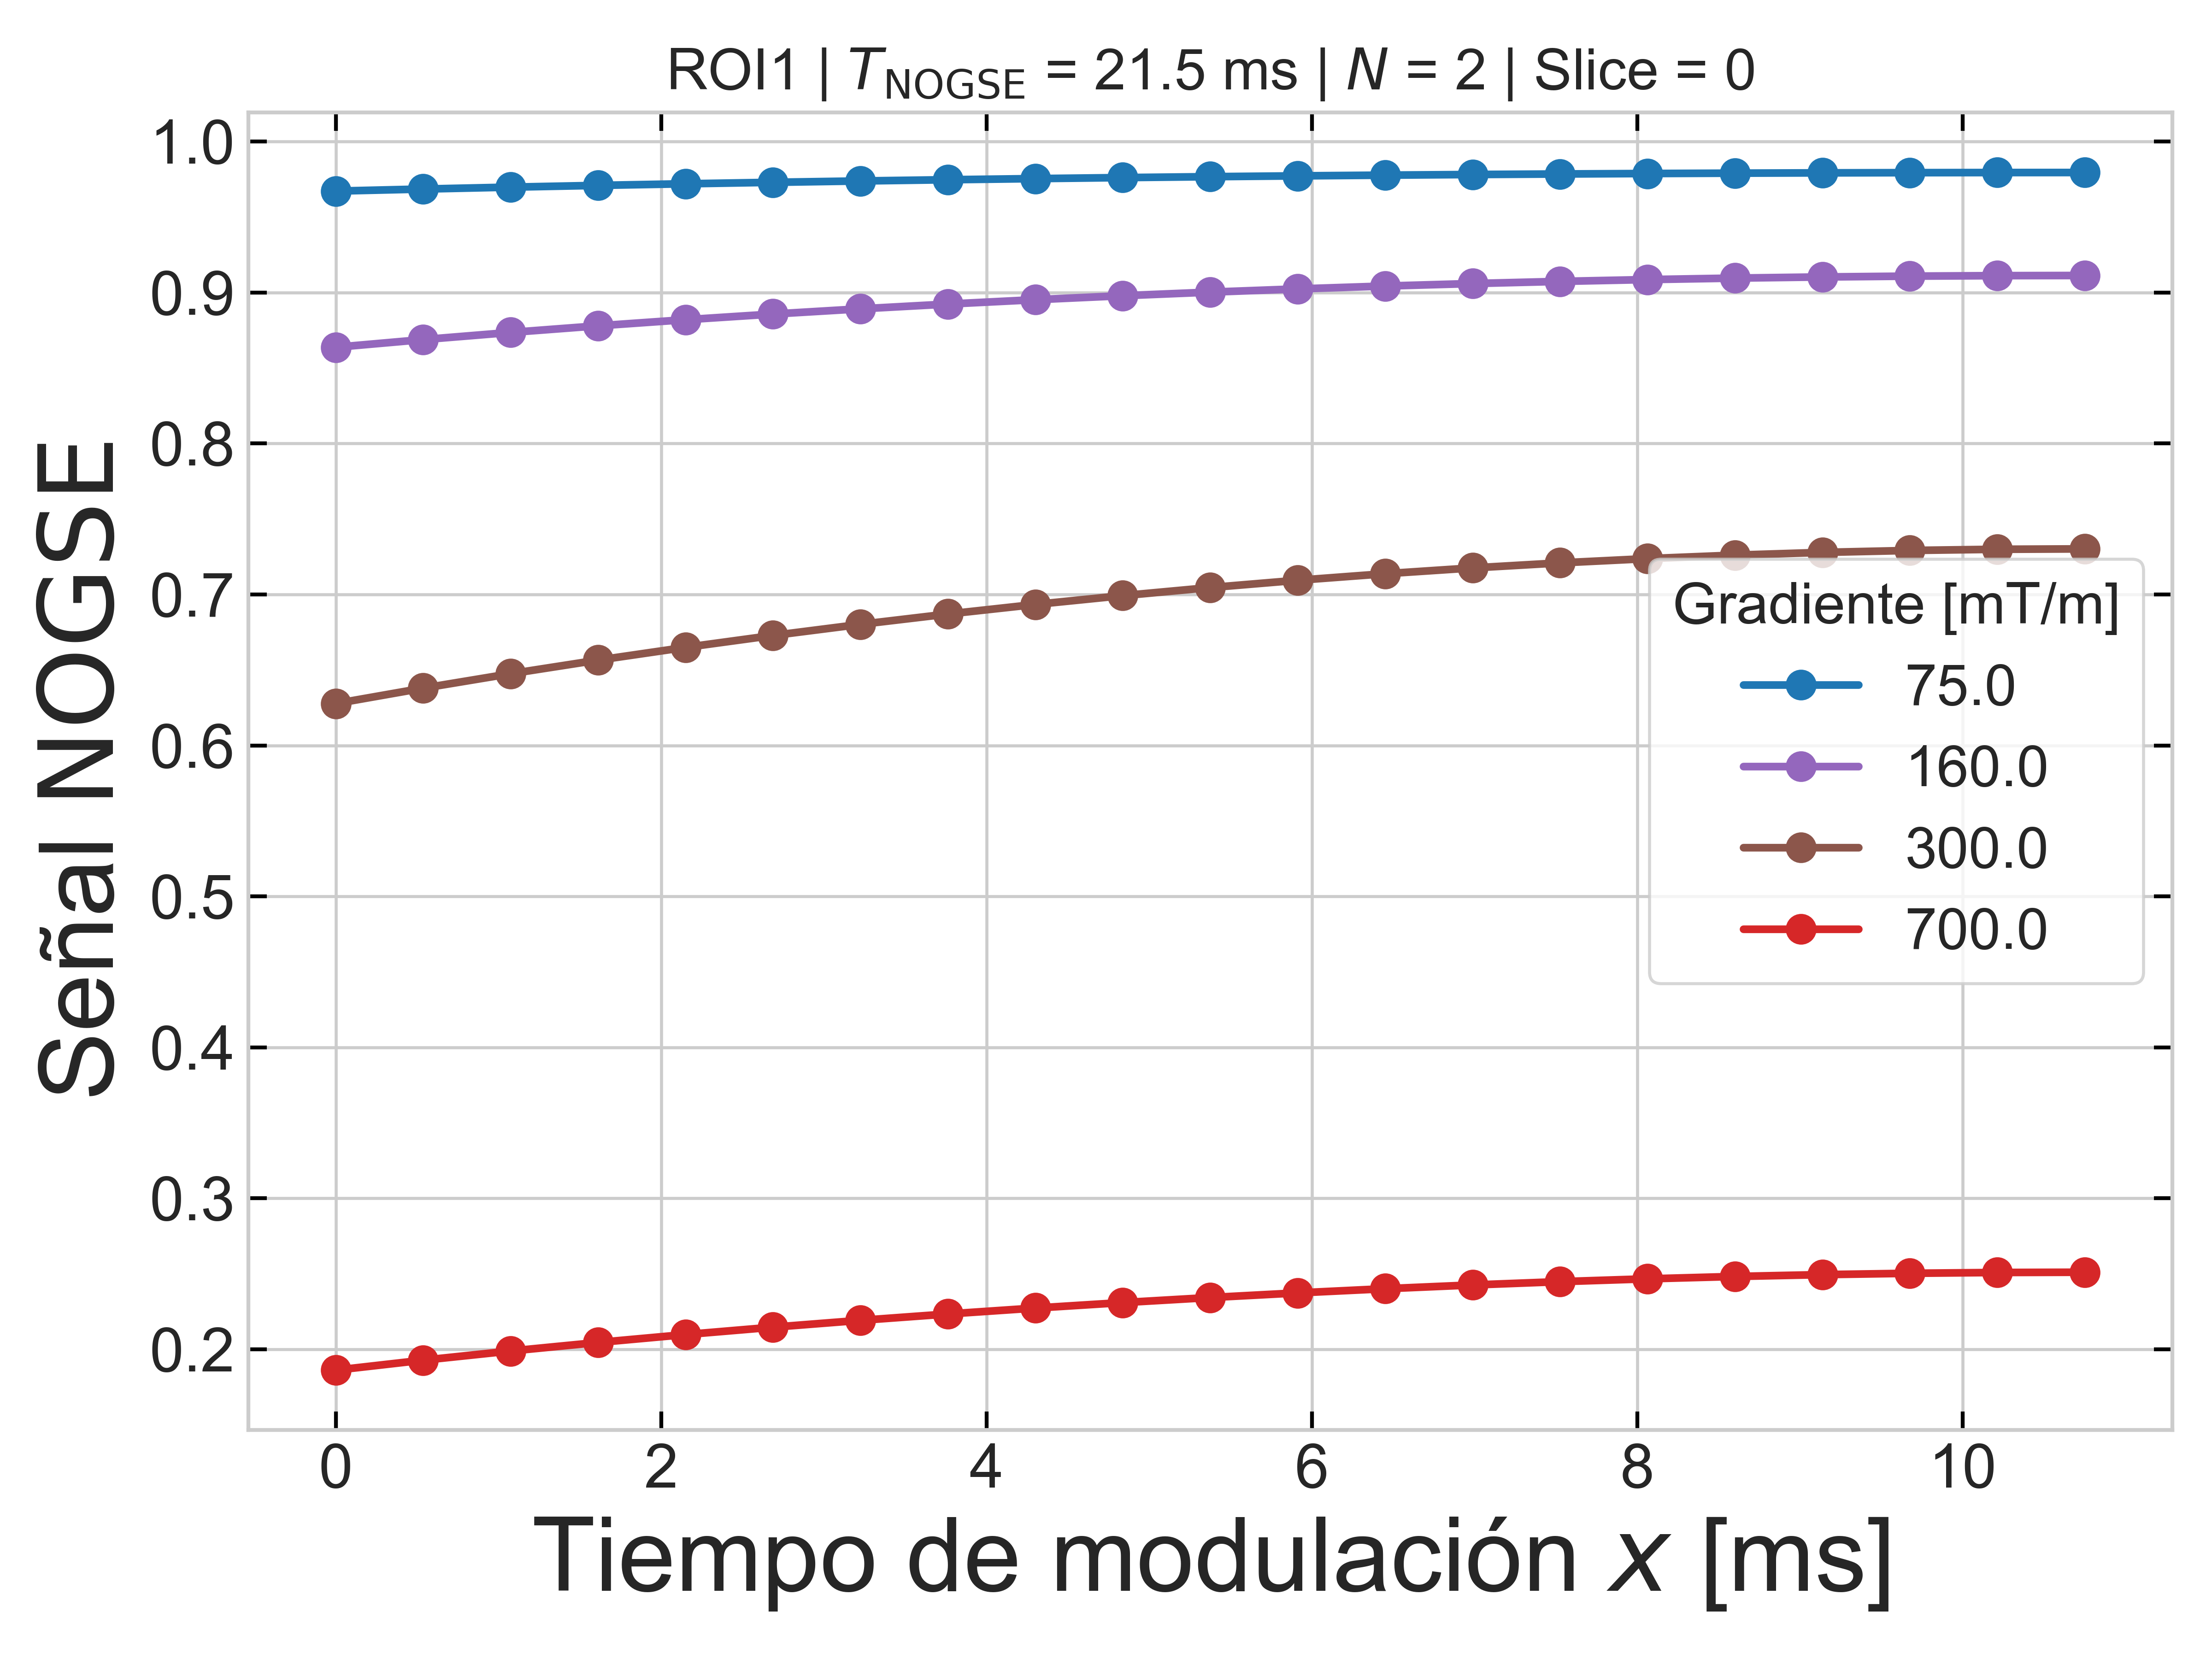 ROI1 | T_NOGSE = 21.5 ms | N = 2 | Slice = 0
Señal NOGSE
1.0
0.9
0.8
0.7
0.6
0.5
0.4
0.3
0.2
Gradiente [mT/m]
75.0
160.0
300.0
700.0
0 2 4 6 8 10
Tiempo de modulación x [ms]